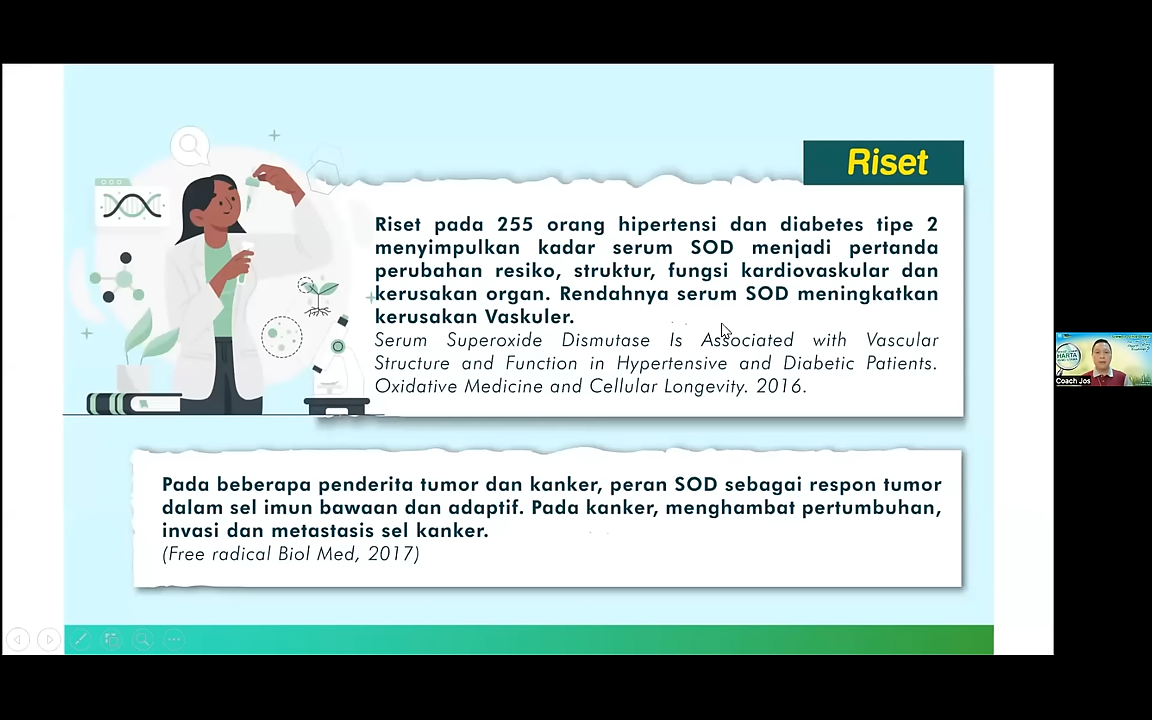 Riset
Riset pada 255 orang hipertensi dan diabetes tipe 2
menyimpulkan kadar serum SOD menjadi pertanda
perubahan resiko, struktur, fungsi kardiovaskular dan
kerusakan organ. Rendahnya serum SOD meningkatkan
kerusakan Vaskuler.
Serum Superoxide Dismutase Is Associated with Vascular
Structure and Function in Hypertensive and Diabetic Patients.
Oxidative Medicine and Cellular Longevity. 2016.
Pada beberapa penderita tumor dan kanker, peran SOD sebagai respon tumor
dalam sel imun bawaan dan adaptif. Pada kanker, menghambat pertumbuhan,
invasi dan metastasis sel kanker.
(Free radical Biol Med, 2017)
HARTA
Coach Jos